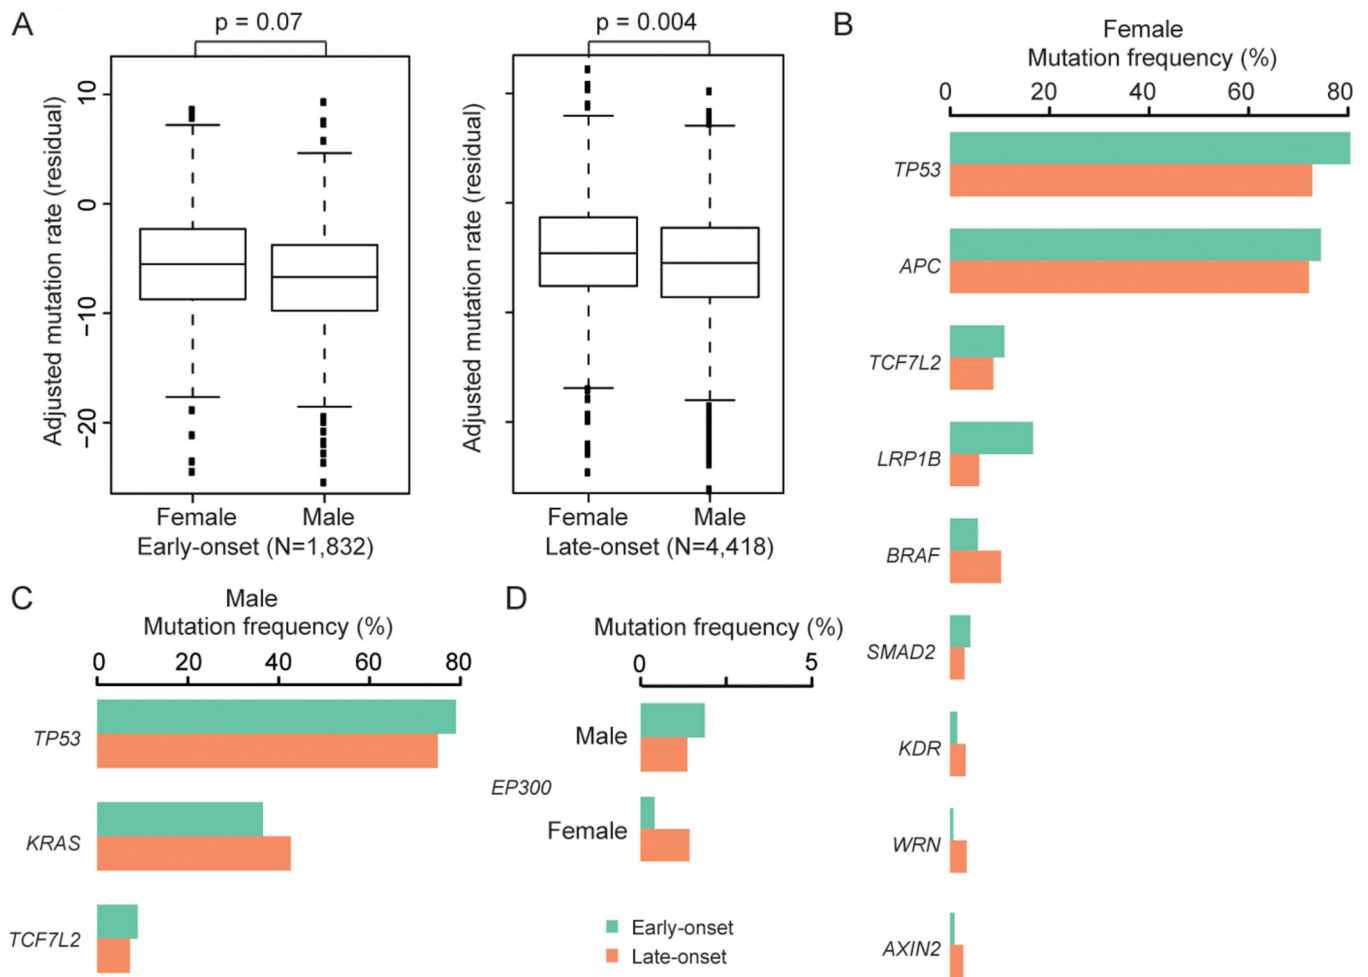 A
p = 0.07
p = 0.004
Adjusted mutation rate (residual)
10
0
−10
−20
Female
Male
Early-onset (N=1,832)
Adjusted mutation rate (residual)
Female
Male
Late-onset (N=4,418)
B
Female
Mutation frequency (%)
0 20 60 80
TP53
APC
TCF7L2
LRP1B
BRAF
SMAD2
KDR
WRN
AXIN2
C
Male
Mutation frequency (%)
0 20 40 60 80
TP53
KRAS
TCF7L2
D
Mutation frequency (%)
0 5
Male
EP300
Female
Early-onset
Late-onset